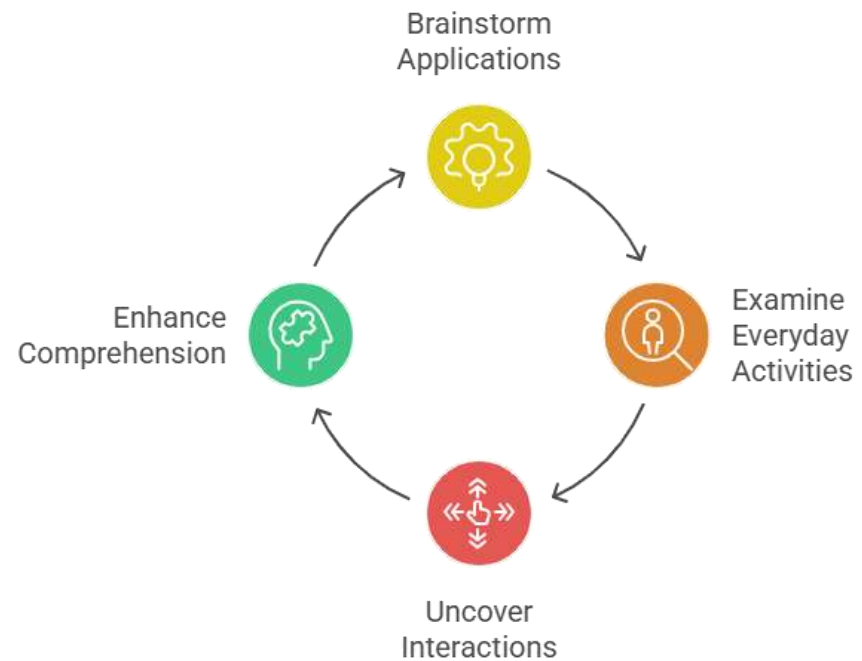 Brainstorm
Applications
Examine
Everyday
Activities
Enhance
Comprehension
Uncover
Interactions